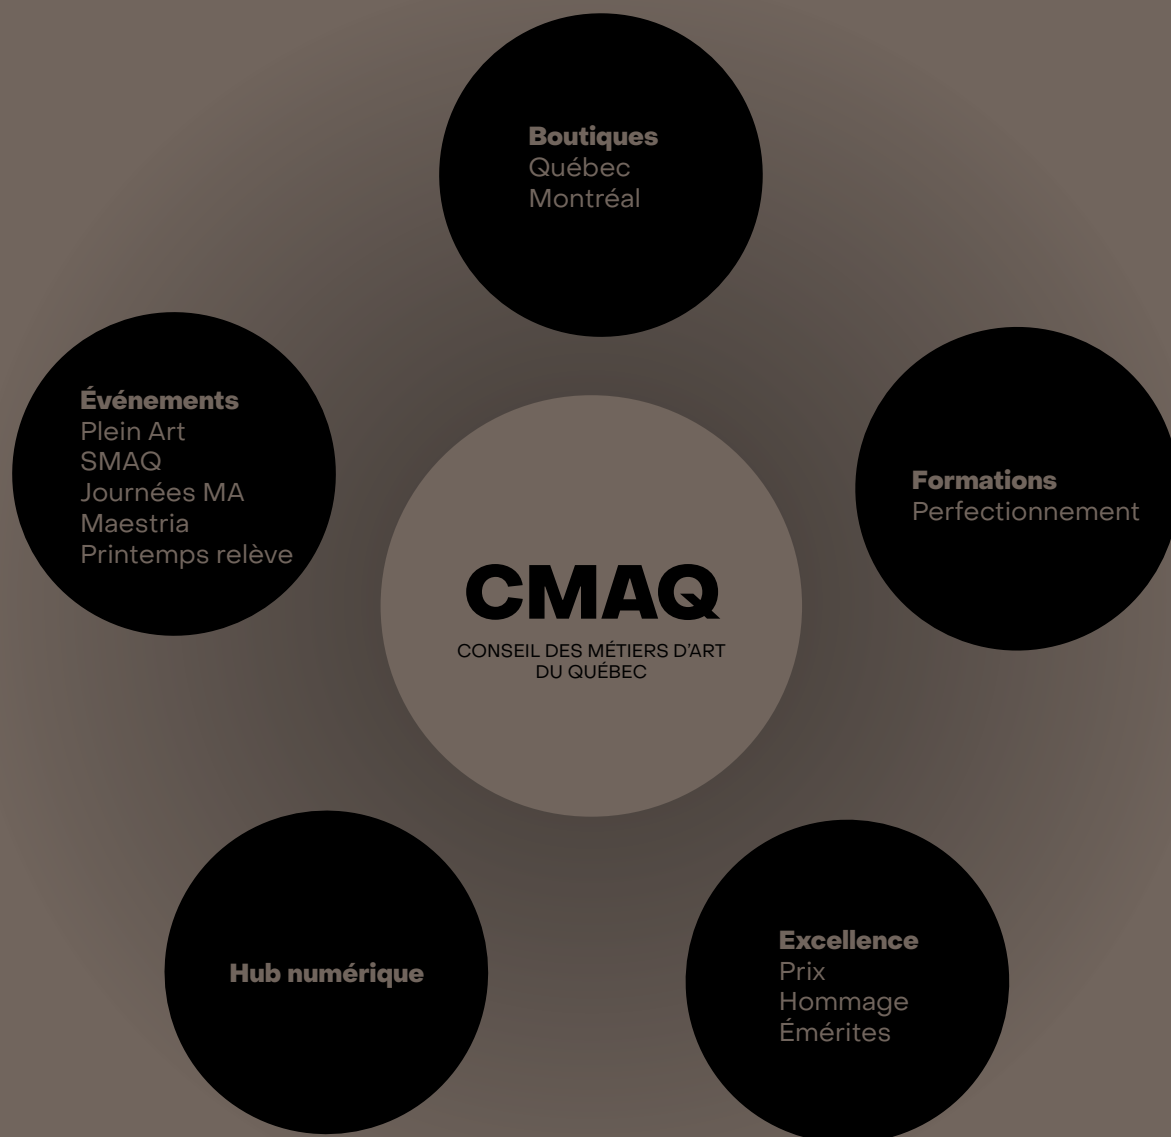 Boutiques
Québec
Montréal
Événements
Plein Art
SMAQ
Journées MA
Maestria
Printemps relève
Formations
Perfectionnement
CMAQ
CONSEIL DES MÉTIERS D'ART
DU QUÉBEC
Hub numérique
Excellence
Prix
Hommage
Émérites